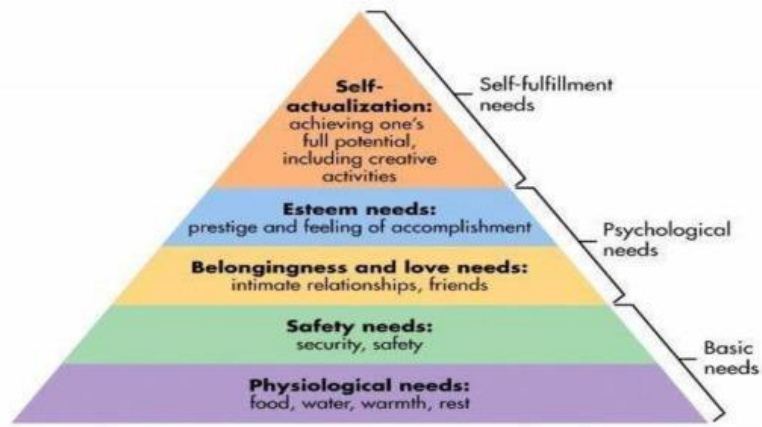 Self-
actualization:
achieving one's
full potential,
including creative
activities
Self-fulfillment
needs
Esteem needs:
prestige and feeling of accomplishment
Psychological
needs
Belongingness and love needs:
intimate relationships, friends
Safety needs:
security, safety
Basic
needs
Physiological needs:
food, water, warmth, rest